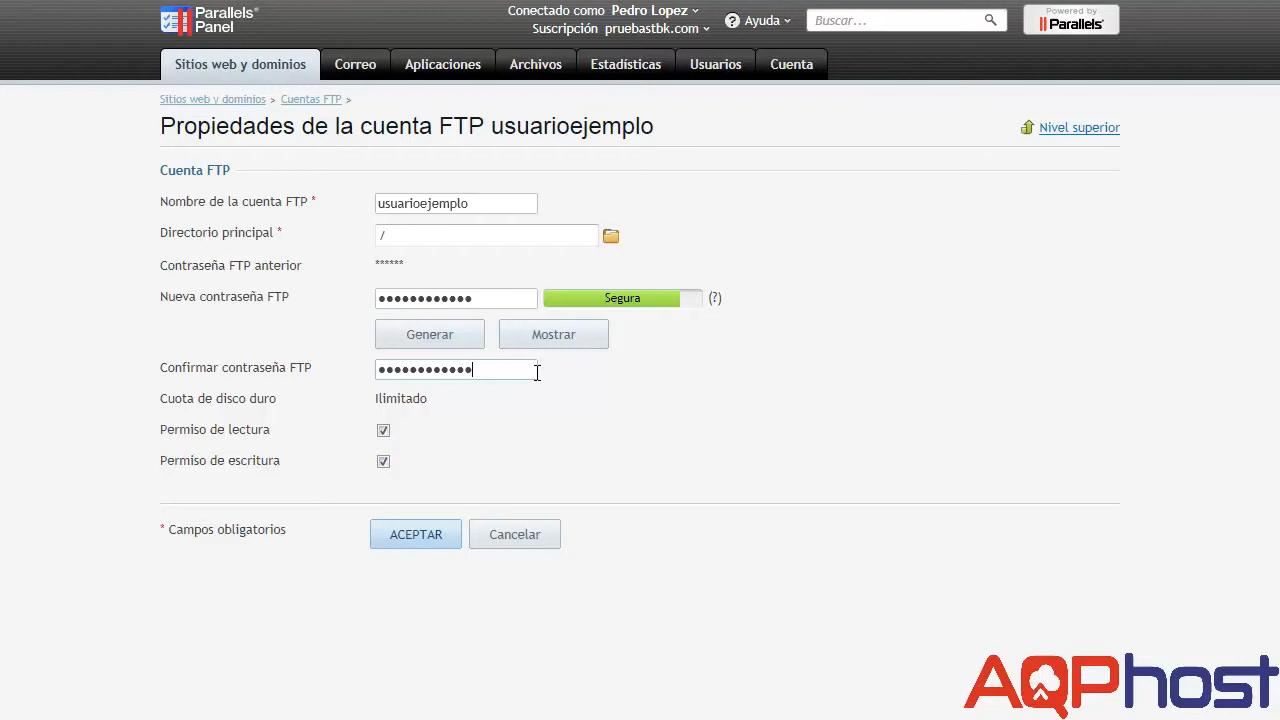 Parallels®
Panel
Conectado como Pedro Lopez
Suscripción pruebastbk.com
? Ayuda
Buscar...
Powered by
Parallels®
Sitios web y dominios Correo Aplicaciones Archivos Estadísticas Usuarios Cuenta
Sitios web y dominios > Cuentas FTP >
Propiedades de la cuenta FTP usuarioejemplo
Nivel superior
Cuenta FTP
Nombre de la cuenta FTP * usuarioejemplo
Directorio principal * /
Contraseña FTP anterior ******
Nueva contraseña FTP ●●●●●●●●●●●● Segura (?)
Generar Mostrar
Confirmar contraseña FTP ●●●●●●●●●●●●
Cuota de disco duro Ilimitado
Permiso de lectura
Permiso de escritura
* Campos obligatorios ACEPTAR Cancelar
AQPhost